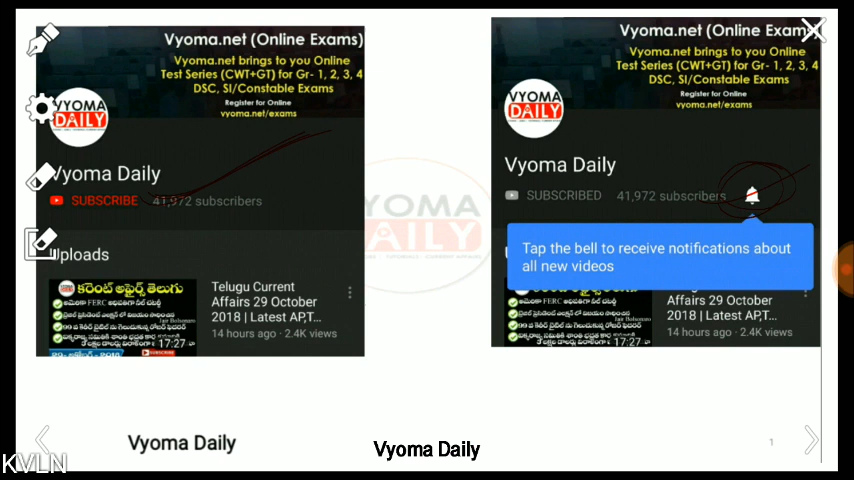 Vyoma.net (Online Exams)
Vyoma.net brings to you Online
Test Series (CWT+GT) for Gr- 1, 2, 3, 4
DSC, SI/Constable Exams
Register for Online
vyoma.net/exams
VYOMA
DAILY
Vyoma Daily
SUBSCRIBE 41,972 subscribers
Uploads
కరెంట్ అఫైర్స్ తెలుగు
Telugu Current
Affairs 29 October
2018 | Latest AP,T...
14 hours ago · 2.4K views
17:27
Vyoma.net (Online Exams)
Vyoma.net brings to you Online
Test Series (CWT+GT) for Gr- 1, 2, 3, 4
DSC, SI/Constable Exams
Register for Online
vyoma.net/exams
VYOMA
DAILY
Vyoma Daily
SUBSCRIBED 41,972 subscribers
Tap the bell to receive notifications about
all new videos
Affairs 29 October
2018 | Latest AP,T...
14 hours ago · 2.4K views
17:27
YOMA
DAILY
Vyoma Daily
Vyoma Daily
1
KVLN